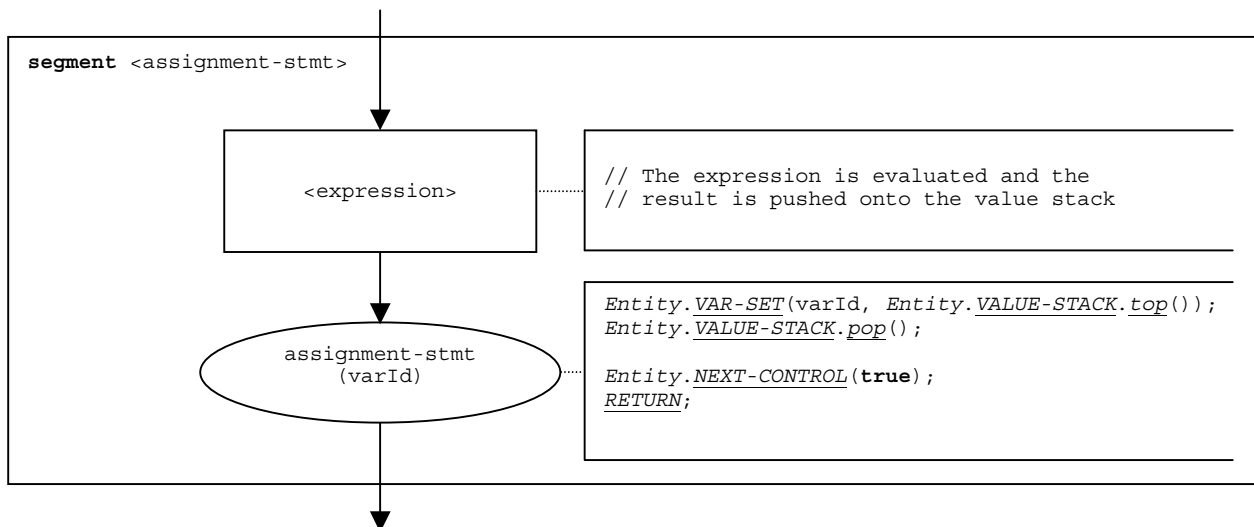 segment <assignment-stmt>
<expression>
// The expression is evaluated and the
// result is pushed onto the value stack
assignment-stmt
(varId)
Entity.VAR-SET(varId, Entity.VALUE-STACK.top());
Entity.VALUE-STACK.pop();
Entity.NEXT-CONTROL(true);
RETURN;